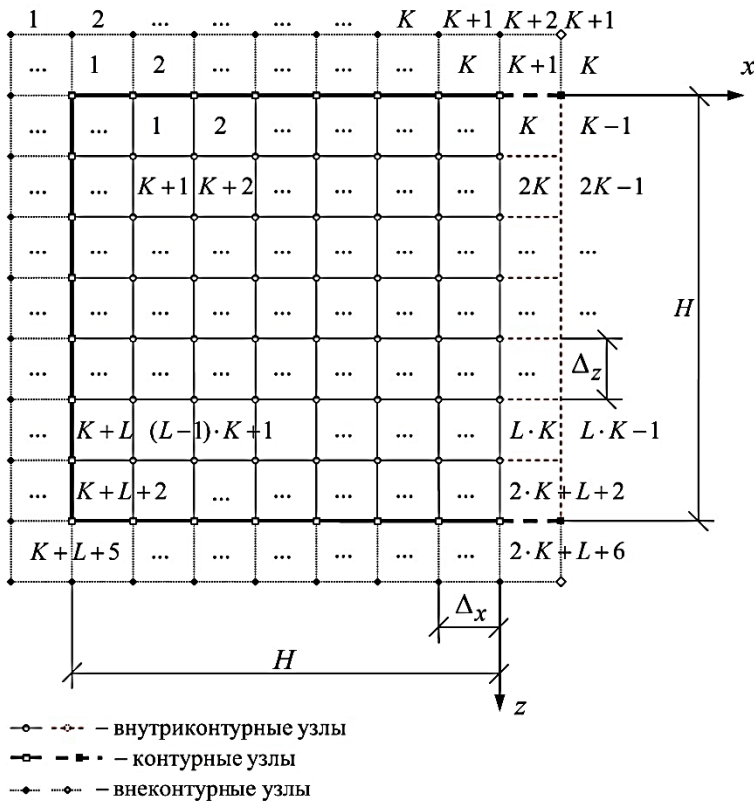 1 2 ... ... ... ... K K+1 K+2 K+1
... 1 2 ... ... ... ... K K+1 K
x
... ... 1 2 ... ... ... ... K K−1
... ... K+1 K+2 ... ... ... ... 2K 2K−1
... ... ... ... ... ... ... ... ... ...
... ... ... ... ... ... ... ... ... ...
H
... ... ... ... ... ... ... ... ...
Δz
... K+L (L−1)·K+1 ... ... ... ... L·K L·K−1
... K+L+2 ... ... ... ... ... 2·K+L+2
K+L+5 ... ... ... ... ... ... 2·K+L+6
Δx
H
z
– внутриконтурные узлы
– контурные узлы
– внеконтурные узлы